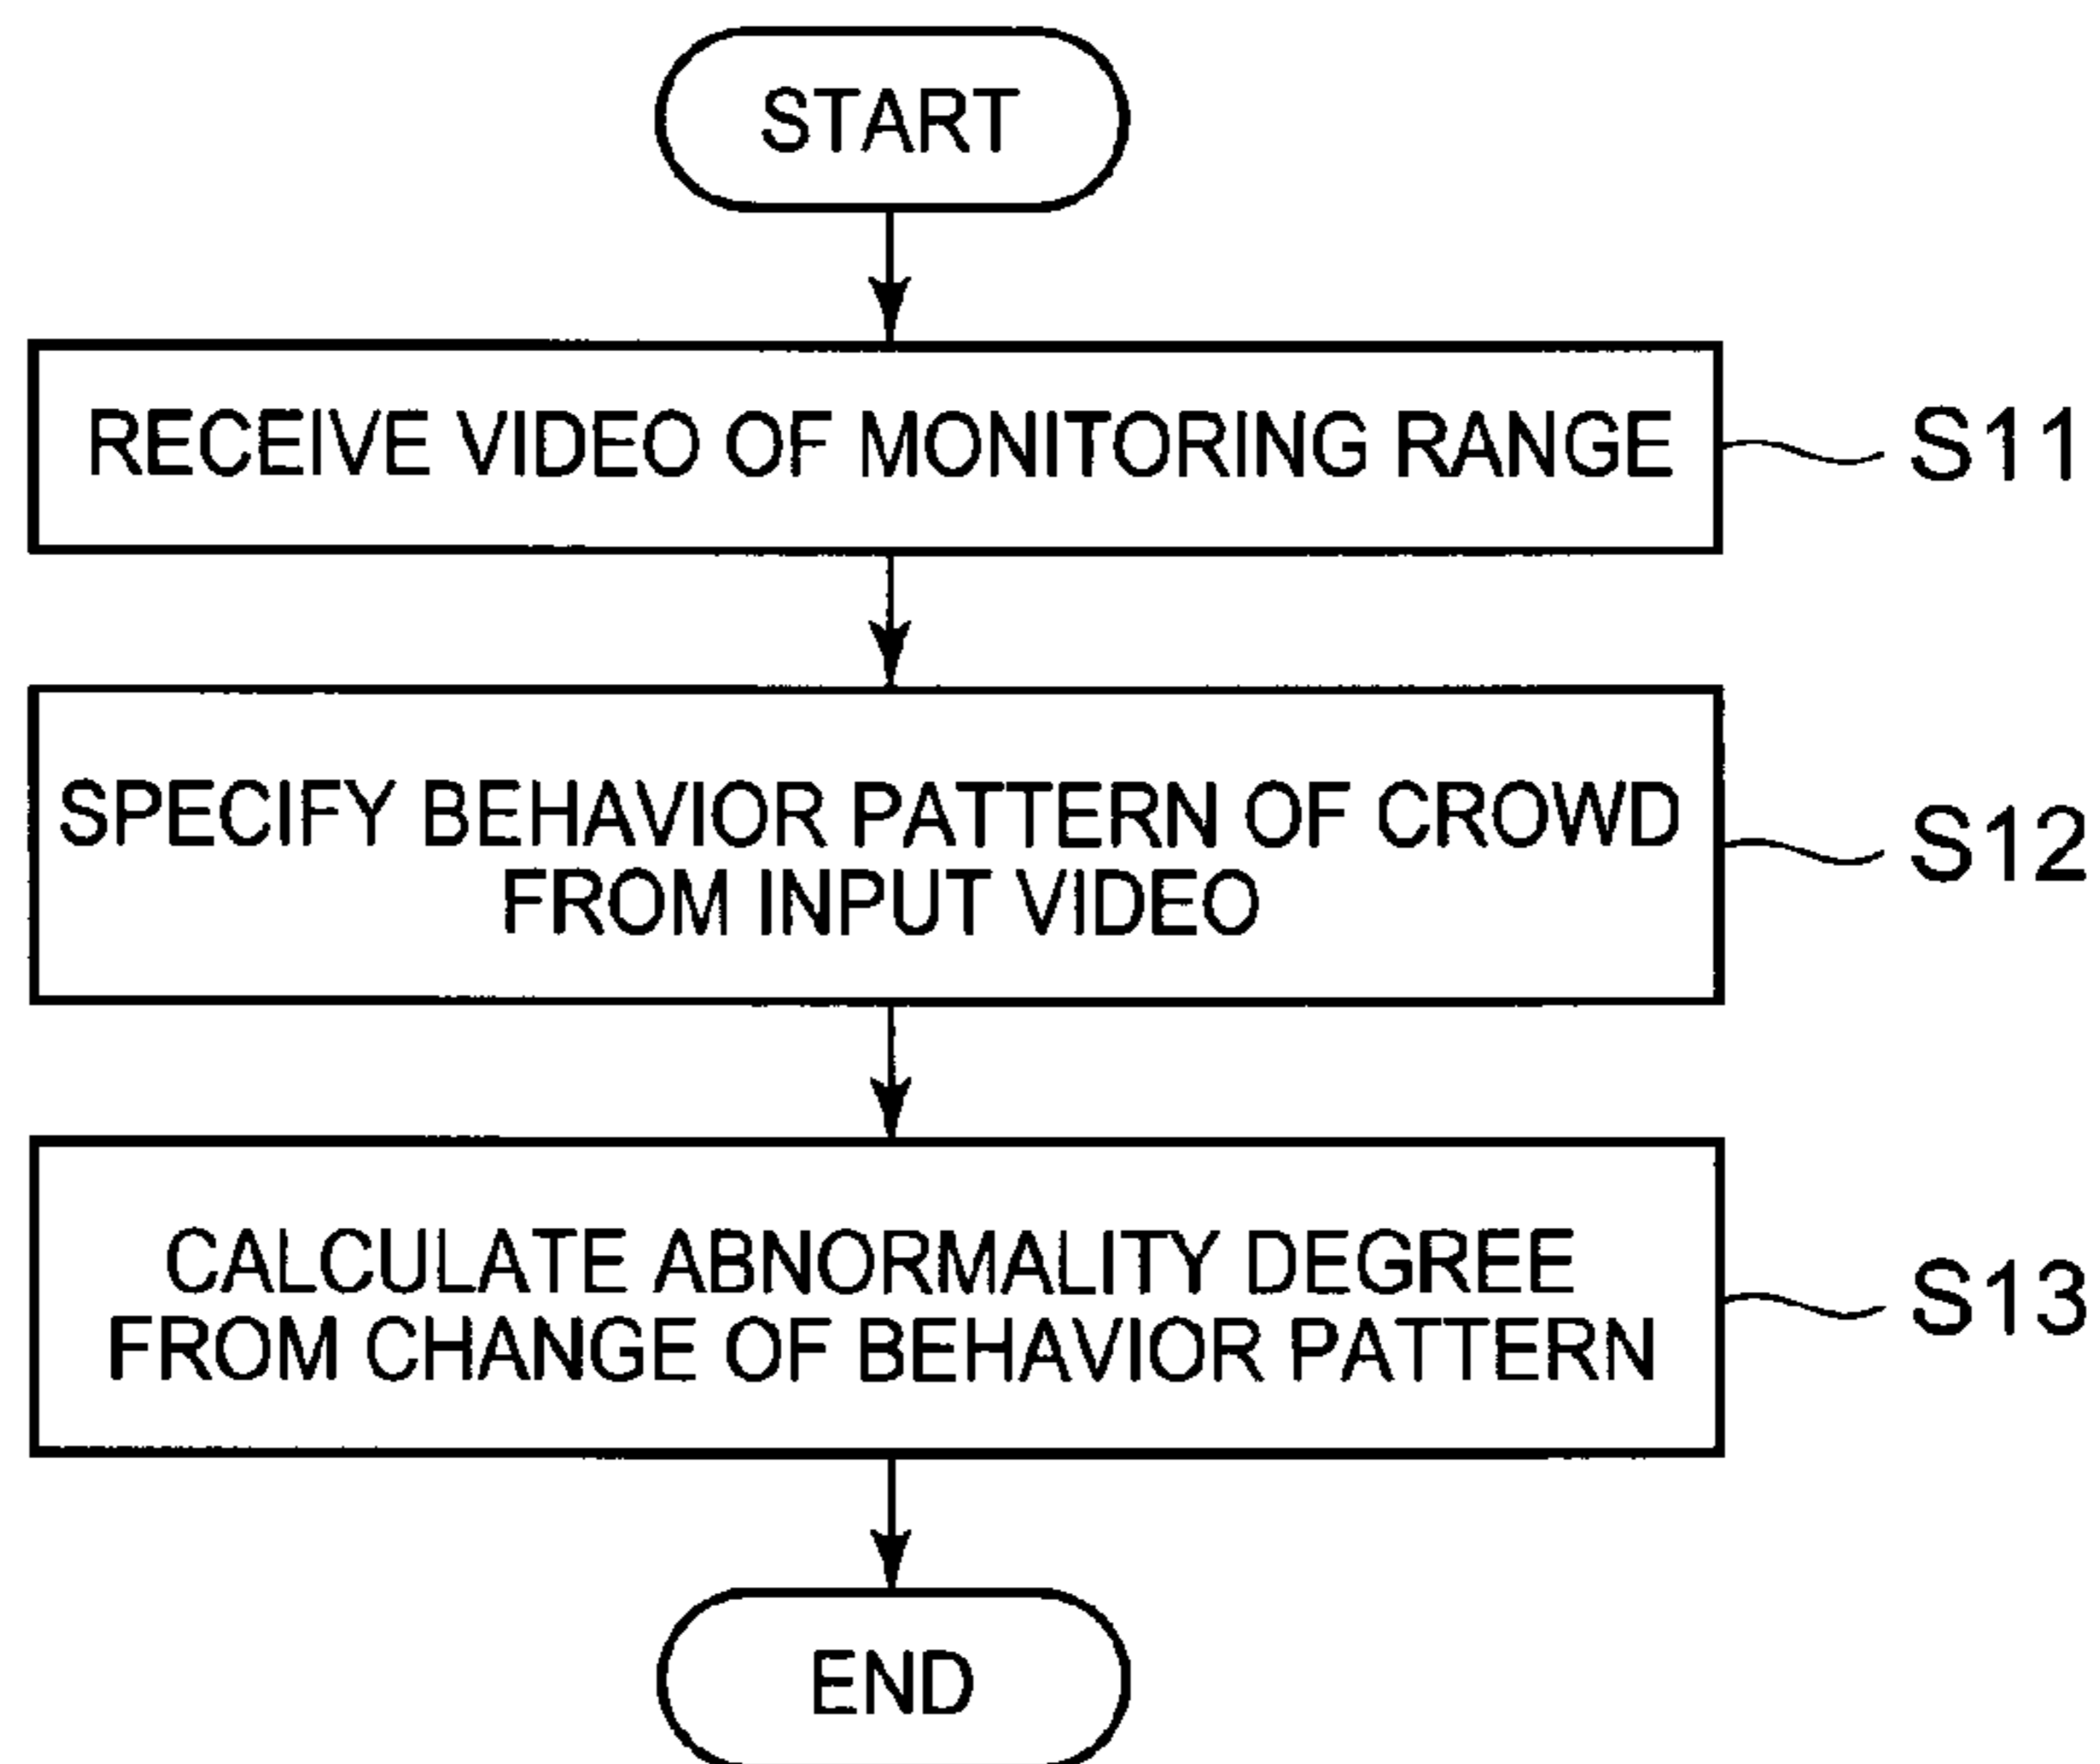 START
RECEIVE VIDEO OF MONITORING RANGE
S11
SPECIFY BEHAVIOR PATTERN OF CROWD
FROM INPUT VIDEO
S12
CALCULATE ABNORMALITY DEGREE
FROM CHANGE OF BEHAVIOR PATTERN
S13
END